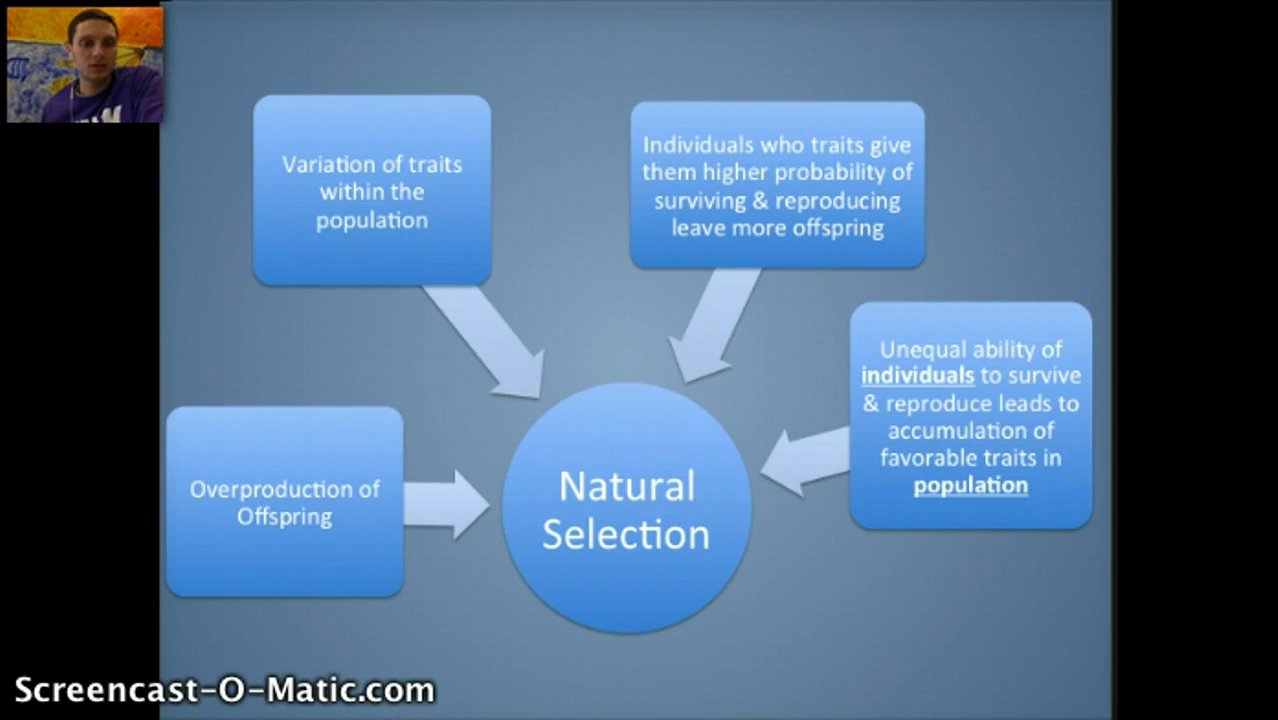 Variation of traits
within the
population
Individuals who traits give
them higher probability of
surviving & reproducing
leave more offspring
Unequal ability of
individuals to survive
& reproduce leads to
accumulation of
favorable traits in
population
Overproduction of
Offspring
Natural
Selection
Screencast-O-Matic.com